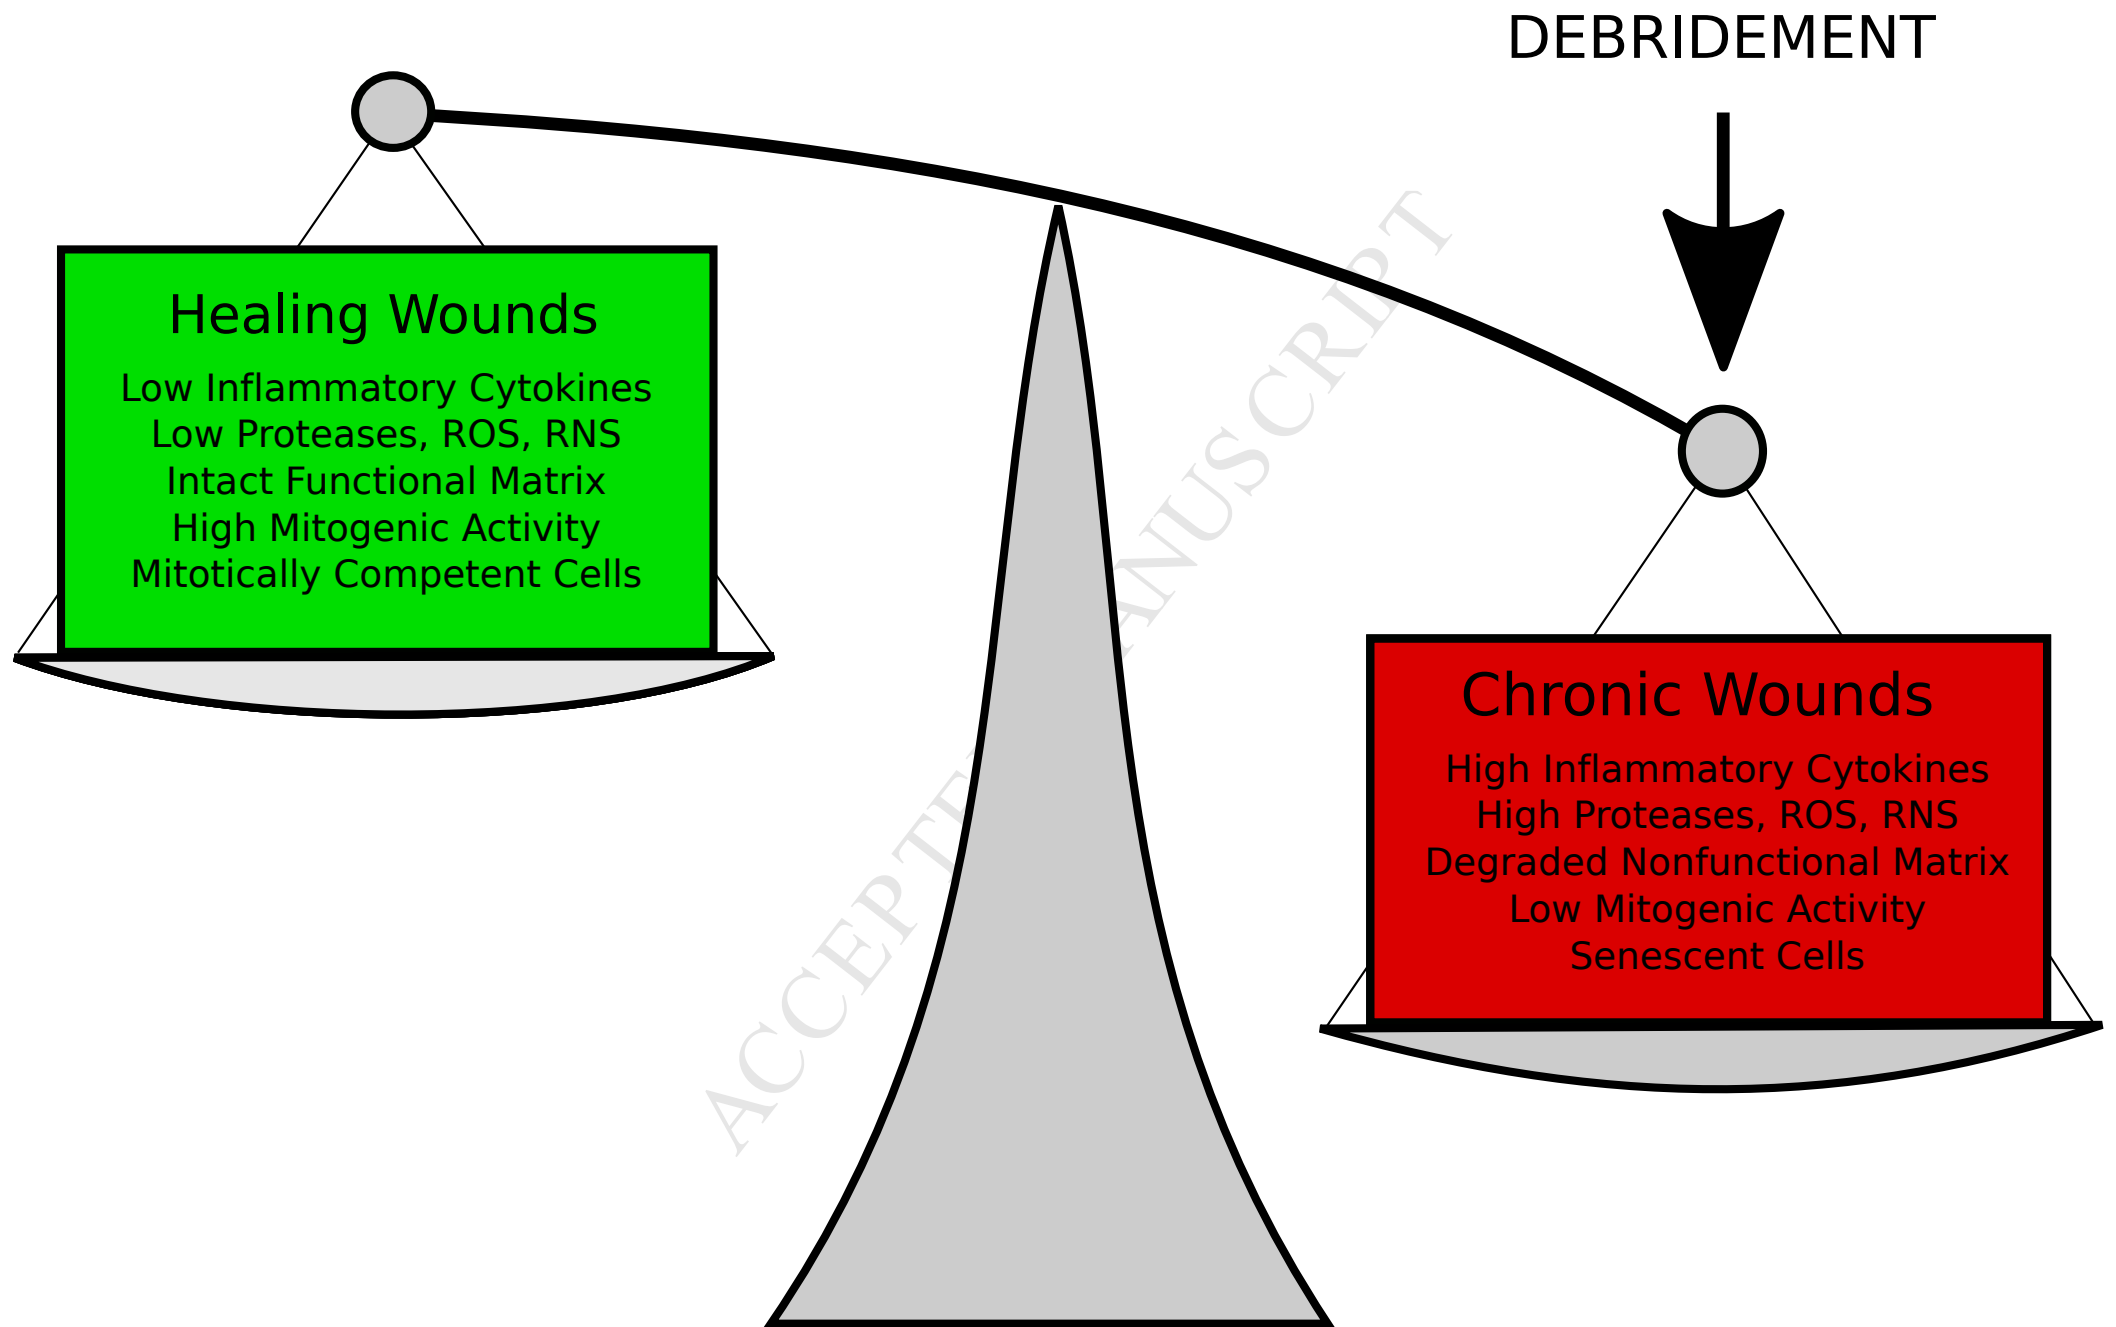 DEBRIDEMENT
Healing Wounds
Low Inflammatory Cytokines
Low Proteases, ROS, RNS
Intact Functional Matrix
High Mitogenic Activity
Mitotically Competent Cells
Chronic Wounds
High Inflammatory Cytokines
High Proteases, ROS, RNS
Degraded Nonfunctional Matrix
Low Mitogenic Activity
Senescent Cells